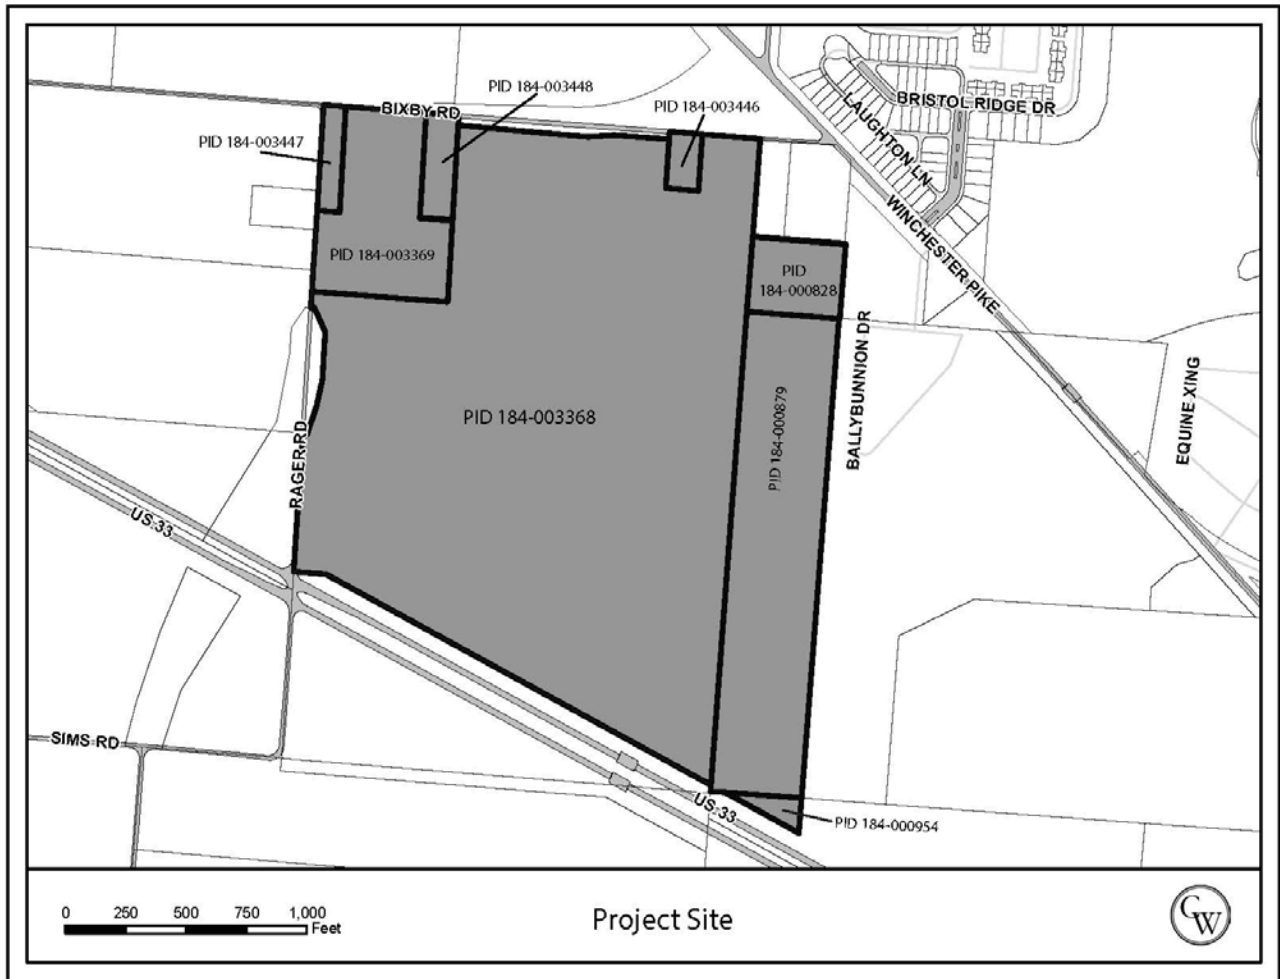 PID 184-003448
BIXBY RD
PID 184-003446
BRISTOL RIDGE DR
LAUGHTON LN
PID 184-003447
WINCHESTER PIKE
PID 184-003369
PID
184-000828
BALLYBUNNION DR
EQUINE XING
PID 184-003368
PID 184-000879
RAGER RD
US 33
SIMS RD
US 33
PID 184-000954
0 250 500 750 1,000
Feet
Project Site
CW